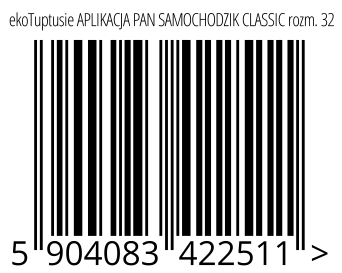 ekoTuptusie APLIKACJA PAN SAMOCHODZIK CLASSIC rozm. 32
5 904083 422511 >